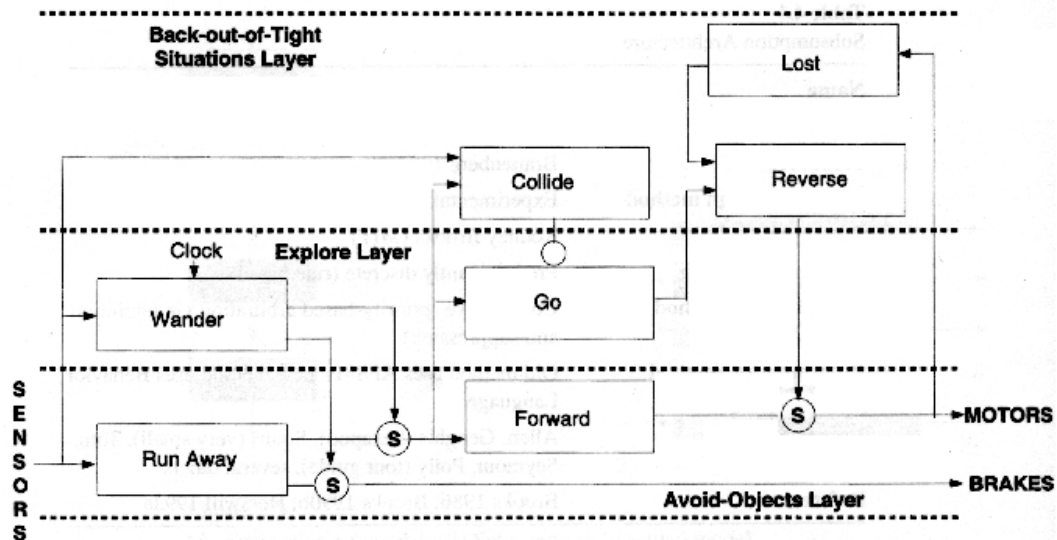 Back-out-of-Tight
Situations Layer
Lost
Collide
Reverse
Clock
Explore Layer
Wander
Go
Forward
S
MOTORS
S
Run Away
S
BRAKES
Avoid-Objects Layer
SENSORS